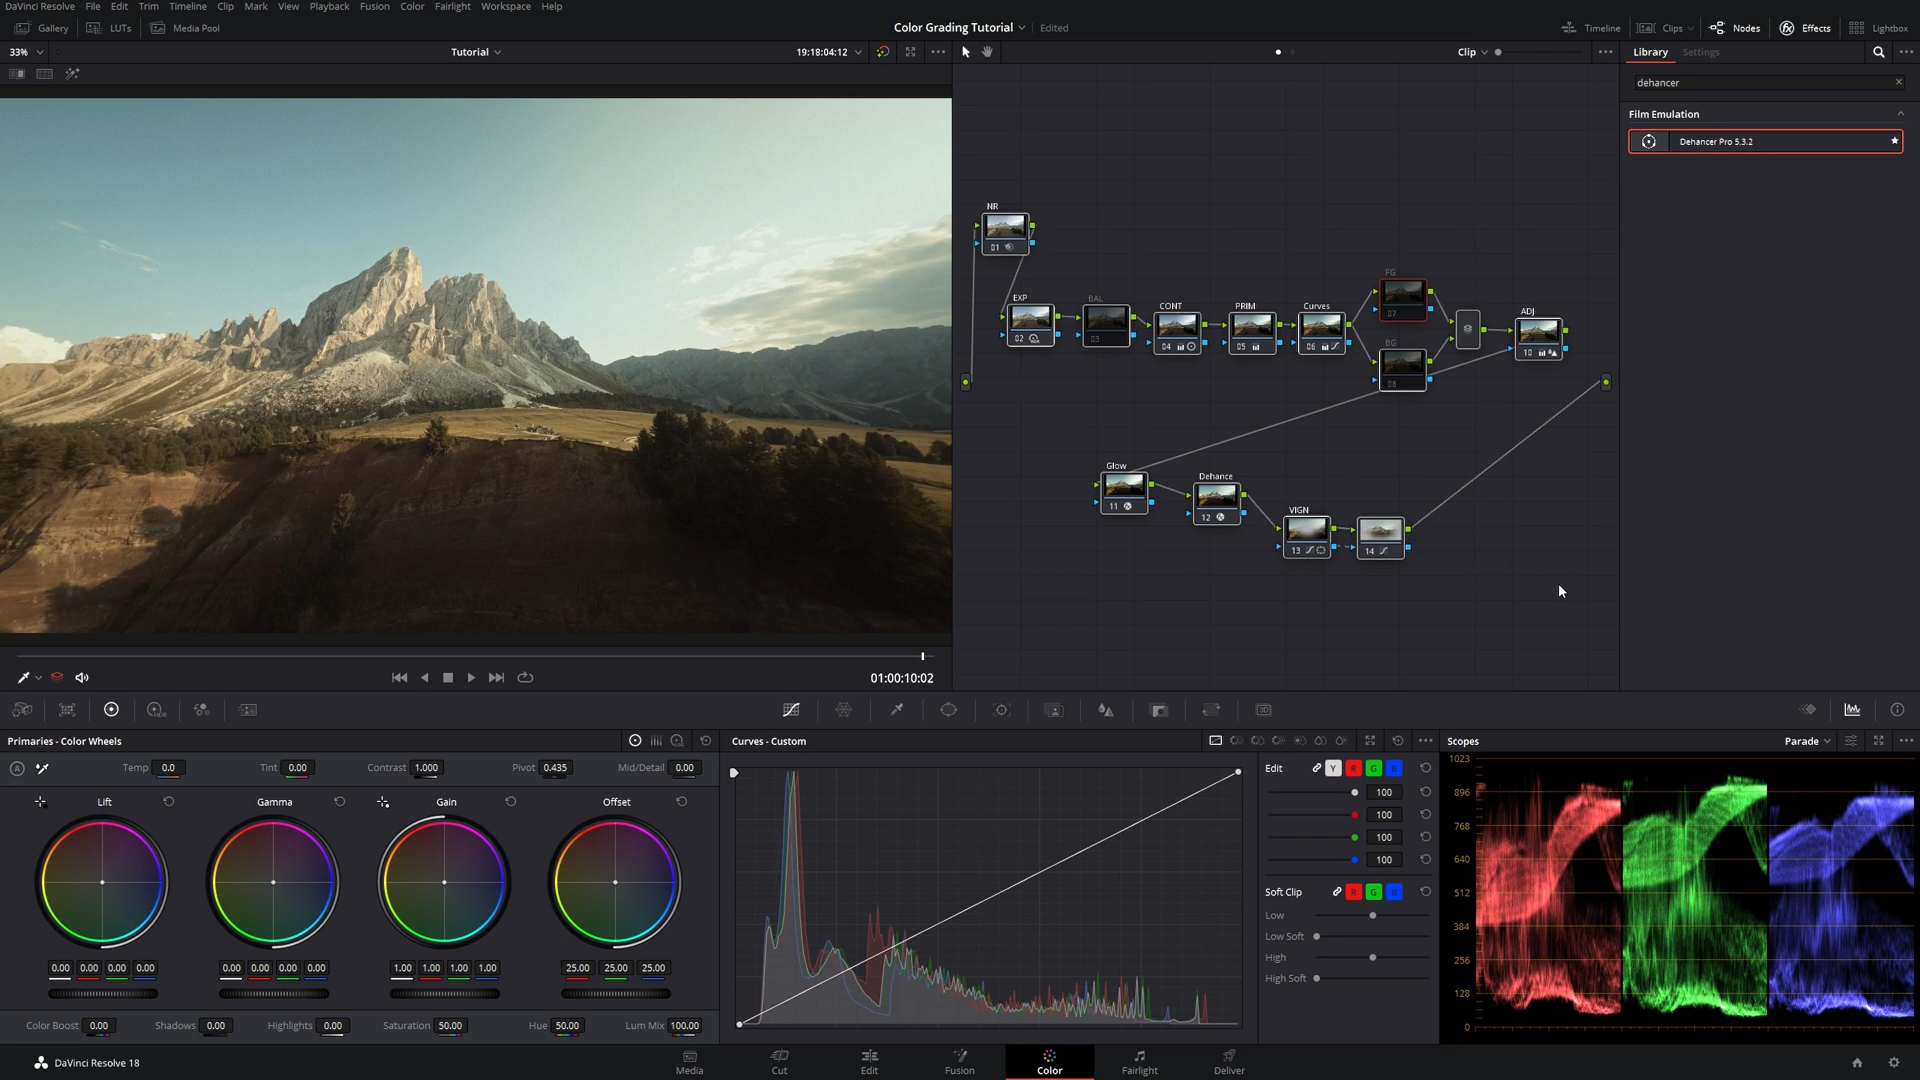 DaVinci Resolve File Edit Trim Timeline Clip Mark View Playback Fusion Color Fairlight Workspace Help
Gallery LUTs Media Pool Color Grading Tutorial Edited Timeline Clips Nodes Effects Lightbox
33% Tutorial 19:18:04:12 Clip Library Settings
dehancer
Film Emulation
Dehancer Pro 5.3.2
NR
01
EXP
02
BAL
03
CONT
04
PRIM
05
Curves
06
FG
07
BG
08
ADJ
10
Glow
11
Dehance
12
VIGN
13
14
01:00:10:02
HDR
3D
Primaries - Color Wheels
A Temp 0.0 Tint 0.00 Contrast 1.000 Pivot 0.435 Mid/Detail 0.00
Lift Gamma Gain Offset
0.00 0.00 0.00 0.00 0.00 0.00 0.00 0.00 1.00 1.00 1.00 1.00 25.00 25.00 25.00
Color Boost 0.00 Shadows 0.00 Highlights 0.00 Saturation 50.00 Hue 50.00 Lum Mix 100.00
Curves - Custom
Edit Y R G B
100
100
100
100
Soft Clip R G B
Low
Low Soft
High
High Soft
Scopes Parade
1023
896
768
640
512
384
256
128
0
DaVinci Resolve 18
Media Cut Edit Fusion Color Fairlight Deliver